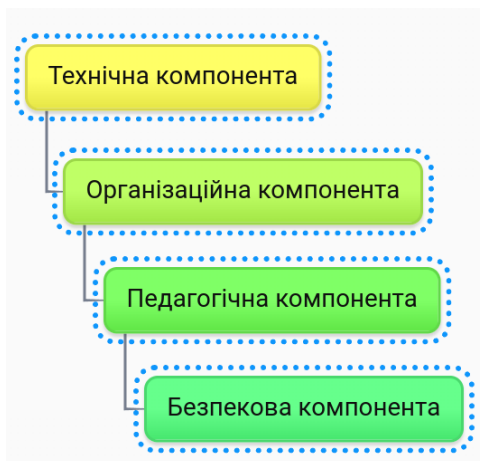 Технічна компонента
Організаційна компонента
Педагогічна компонента
Безпекова компонента